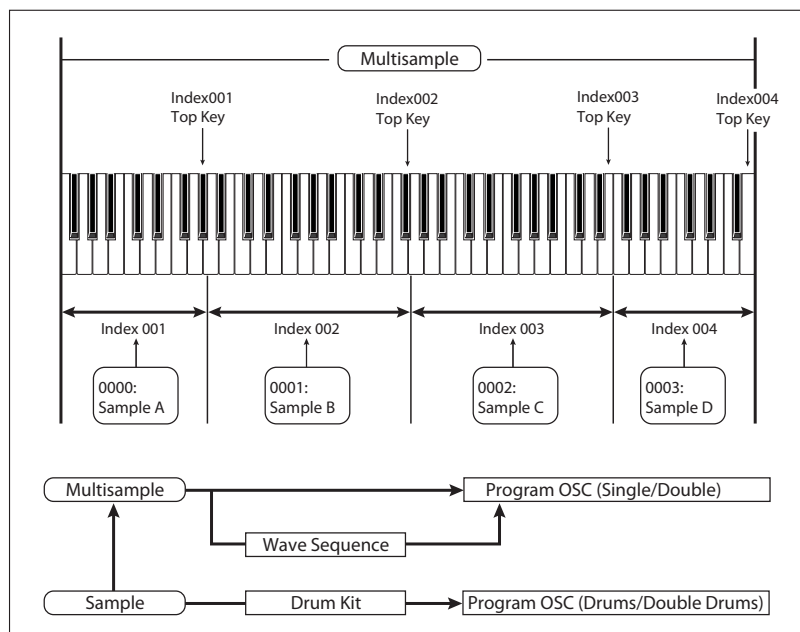 Multisample
Index001
Top Key
Index002
Top Key
Index003
Top Key
Index004
Top Key
Index 001
Index 002
Index 003
Index 004
0000:
Sample A
0001:
Sample B
0002:
Sample C
0003:
Sample D
Multisample
Program OSC (Single/Double)
Wave Sequence
Sample
Drum Kit
Program OSC (Drums/Double Drums)